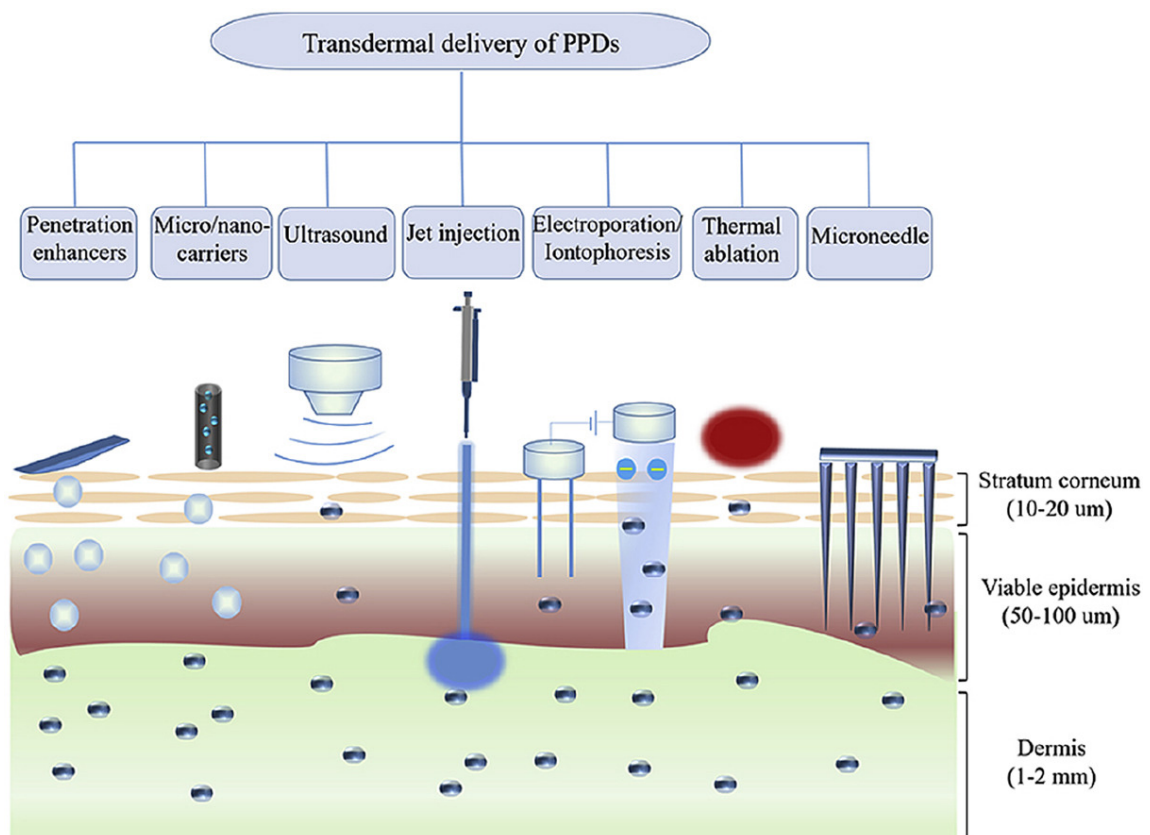 Transdermal delivery of PPDs
Penetration
enhancers
Micro/nano-
carriers
Ultrasound
Jet injection
Electroporation/
Iontophoresis
Thermal
ablation
Microneedle
Stratum corneum
(10-20 um)
Viable epidermis
(50-100 um)
Dermis
(1-2 mm)